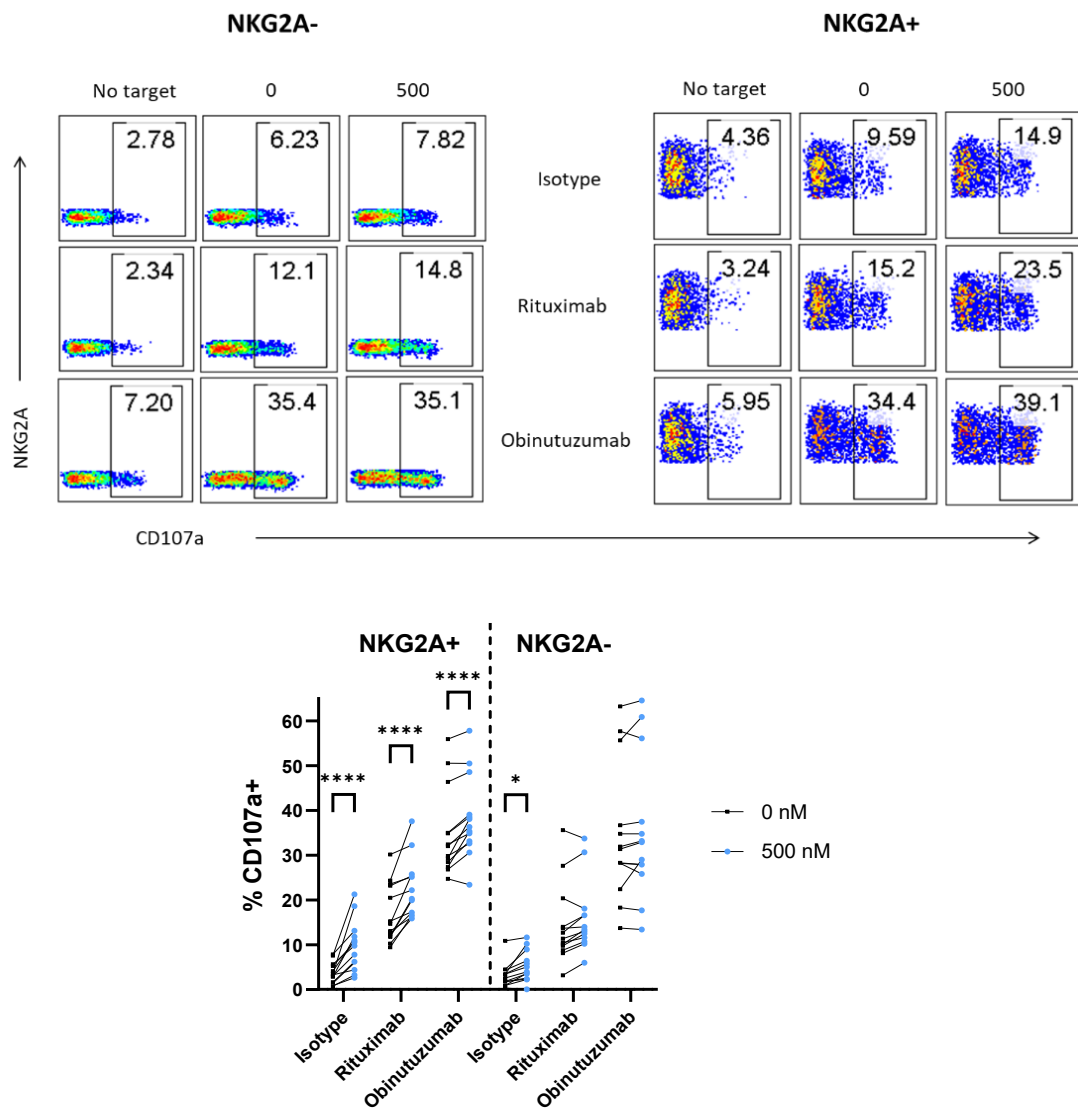 NKG2A-
NKG2A+
No target 0 500
No target 0 500
2.78 6.23 7.82
Isotype
4.36 9.59 14.9
2.34 12.1 14.8
Rituximab
3.24 15.2 23.5
7.20 35.4 35.1
Obinutuzumab
5.95 34.4 39.1
NKG2A
CD107a
NKG2A+ NKG2A-
**** **** **** *
% CD107a+
60
50
40
30
20
10
0
Isotype
Rituximab
Obinutuzumab
Isotype
Rituximab
Obinutuzumab
0 nM
500 nM